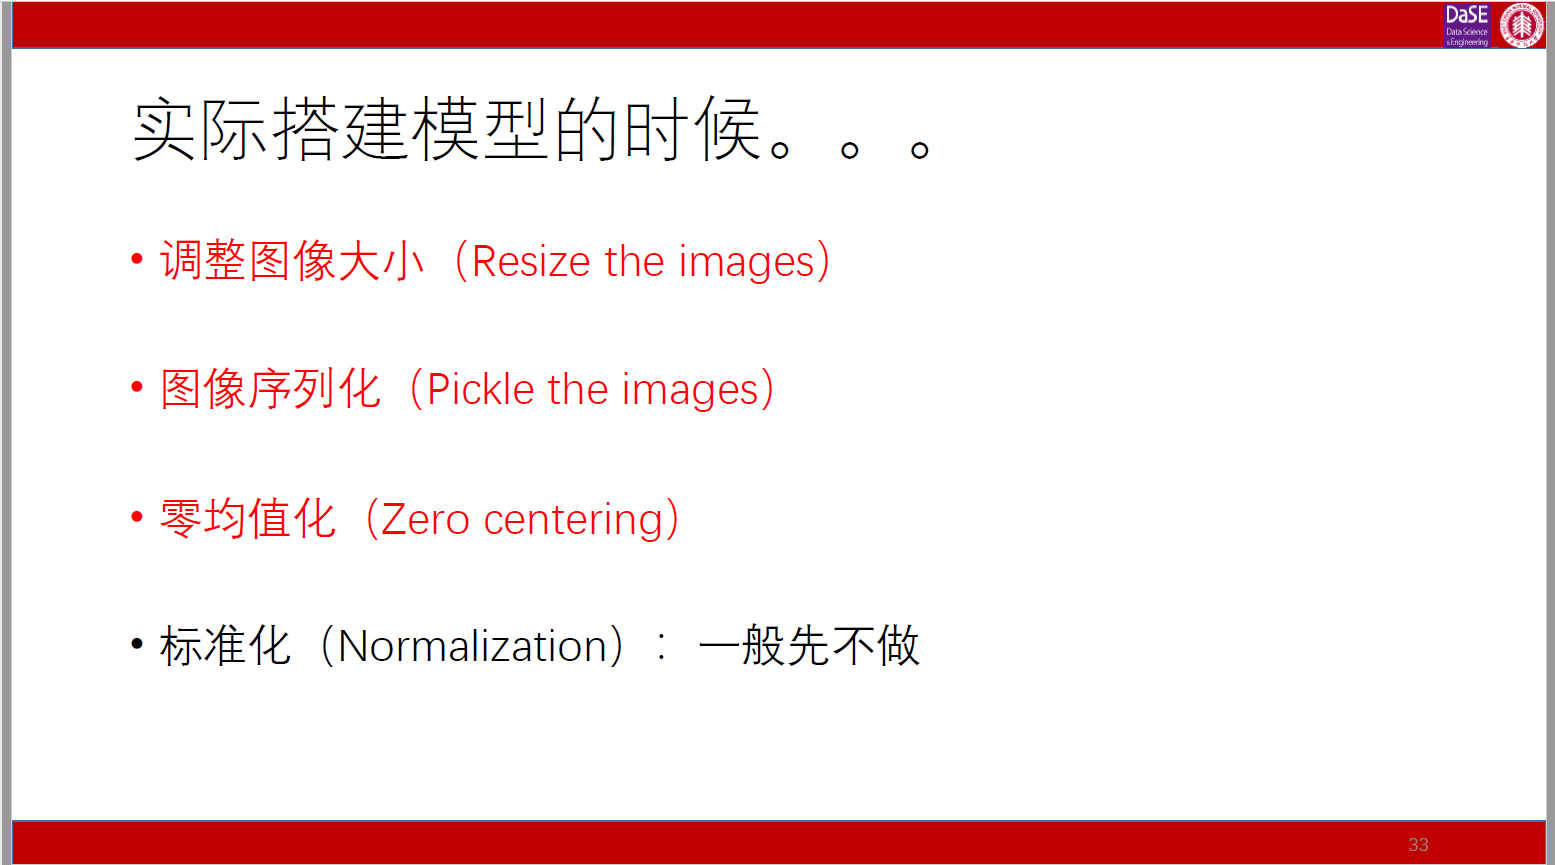 DaSE
Data Science
& Engineering
实际搭建模型的时候。。。
• 调整图像大小（Resize the images）
• 图像序列化（Pickle the images）
• 零均值化（Zero centering）
• 标准化（Normalization）：一般先不做
33